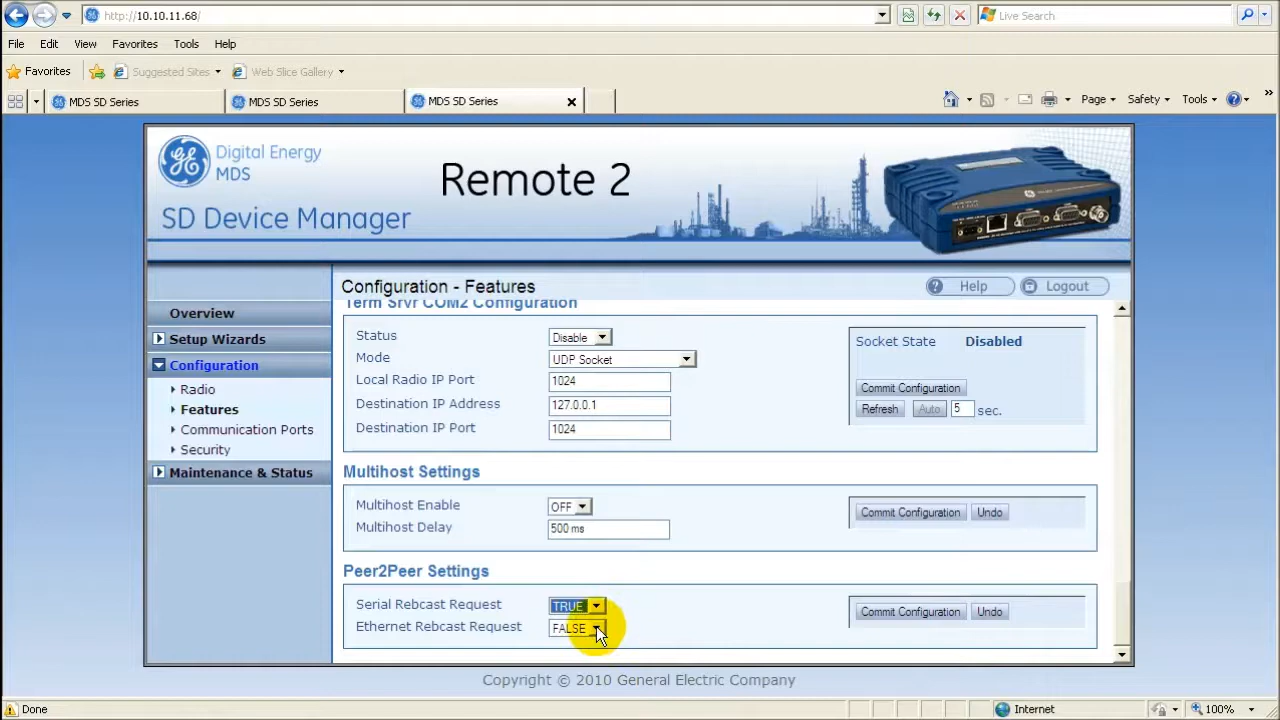 http://10.10.11.68/
Live Search
File Edit View Favorites Tools Help
Favorites Suggested Sites Web Slice Gallery
MDS SD Series MDS SD Series MDS SD Series Page Safety Tools
Digital Energy
MDS
Remote 2
SD Device Manager
Configuration - Features Help Logout
Overview
Setup Wizards
Configuration
Radio
Features
Communication Ports
Security
Maintenance & Status
Term Srvr COM2 Configuration
Status Disable
Mode UDP Socket
Local Radio IP Port 1024
Destination IP Address 127.0.0.1
Destination IP Port 1024
Socket State Disabled
Commit Configuration
Refresh Auto 5 sec.
Multihost Settings
Multihost Enable OFF
Multihost Delay 500 ms
Commit Configuration Undo
Peer2Peer Settings
Serial Rebcast Request TRUE
Ethernet Rebcast Request FALSE
Commit Configuration Undo
Copyright © 2010 General Electric Company
Done Internet 100%